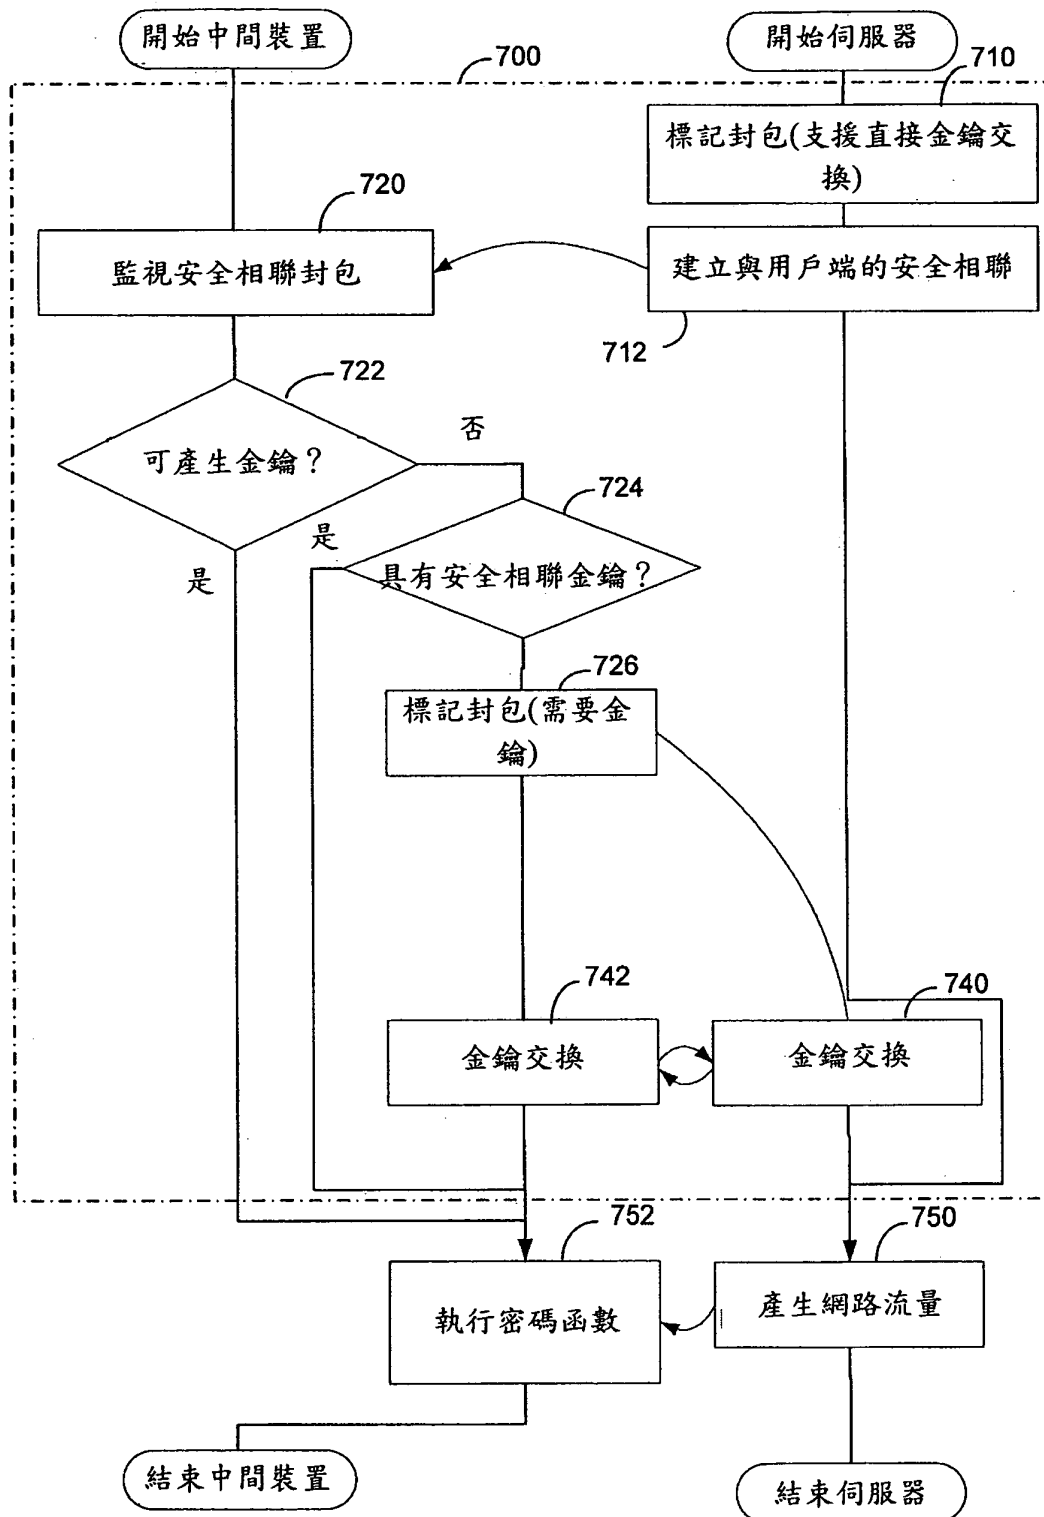 開始中間裝置
開始伺服器
700
710
標記封包(支援直接金鑰交
換)
720
監視安全相聯封包
建立與用戶端的安全相聯
712
722
可產生金鑰？
否
724
是
是
具有安全相聯金鑰？
726
標記封包(需要金
鑰)
742
740
金鑰交換
金鑰交換
752
750
執行密碼函數
產生網路流量
結束中間裝置
結束伺服器